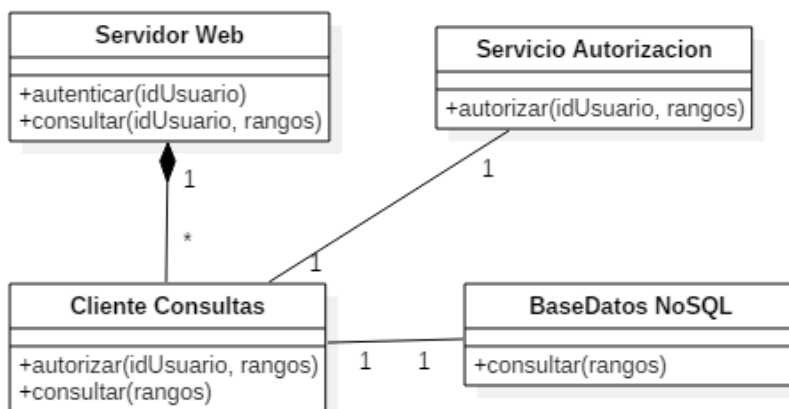 Servidor Web
+autenticar(idUsuario)
+consultar(idUsuario, rangos)
Servicio Autorizacion
+autorizar(idUsuario, rangos)
1
*
1
1
Cliente Consultas
+autorizar(idUsuario, rangos)
+consultar(rangos)
1
1
BaseDatos NoSQL
+consultar(rangos)